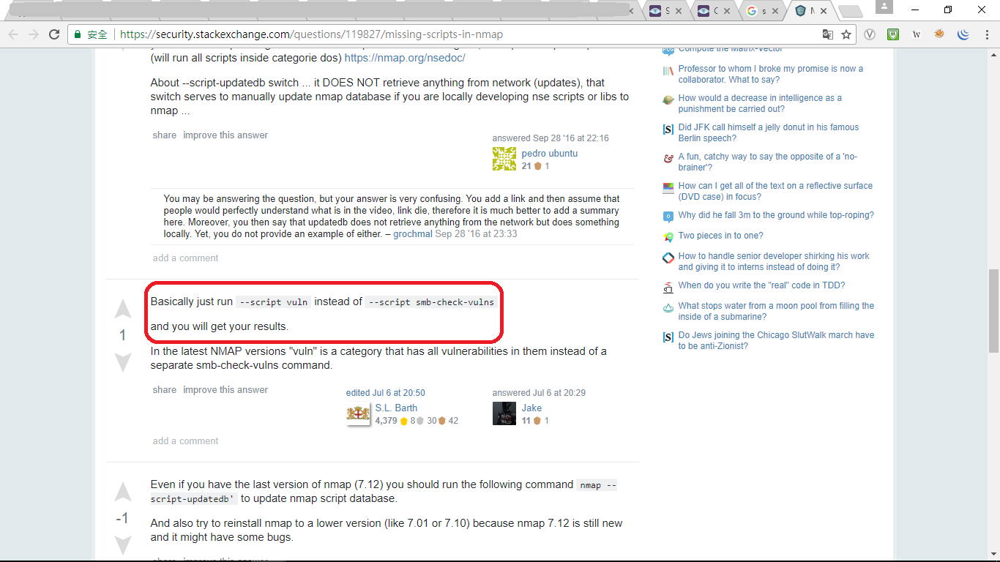 S
C
s
N
安全
https://security.stackexchange.com/questions/119827/missing-scripts-in-nmap
(will run all scripts inside categorie dos) https://nmap.org/nsedoc/
About --script-updatedb switch ... it DOES NOT retrieve anything from network (updates), that
switch serves to manually update nmap database if you are locally developing nse scripts or libs to
nmap ...
share improve this answer
answered Sep 28 '16 at 22:16
pedro ubuntu
21 1
You may be answering the question, but your answer is very confusing. You add a link and then assume that
people would perfectly understand what is in the video, link die, therefore it is much better to add a summary
here. Moreover, you then say that updatedb does not retrieve anything from the network but does something
locally. Yet, you do not provide an example of either. – grochmal Sep 28 '16 at 23:33
add a comment
1
Basically just run --script vuln instead of --script smb-check-vulns
and you will get your results.
In the latest NMAP versions "vuln" is a category that has all vulnerabilities in them instead of a
separate smb-check-vulns command.
share improve this answer
edited Jul 6 at 20:50
S.L. Barth
4,379 8 30 42
answered Jul 6 at 20:29
Jake
11 1
add a comment
-1
Even if you have the last version of nmap (7.12) you should run the following command nmap --
script-updatedb' to update nmap script database.
And also try to reinstall nmap to a lower version (like 7.01 or 7.10) because nmap 7.12 is still new
and it might have some bugs.
share improve this answer
Compute the Matrix-Vector
Professor to whom I broke my promise is now a
collaborator. What to say?
How would a decrease in intelligence as a
punishment be carried out?
Did JFK call himself a jelly donut in his famous
Berlin speech?
A fun, catchy way to say the opposite of a 'no-
brainer'?
How can I get all of the text on a reflective surface
(DVD case) in focus?
Why did he fall 3m to the ground while top-roping?
Two pieces in to one?
How to handle senior developer shirking his work
and giving it to interns instead of doing it?
When do you write the "real" code in TDD?
What stops water from a moon pool from filling the
inside of a submarine?
Do Jews joining the Chicago SlutWalk march have
to be anti-Zionist?